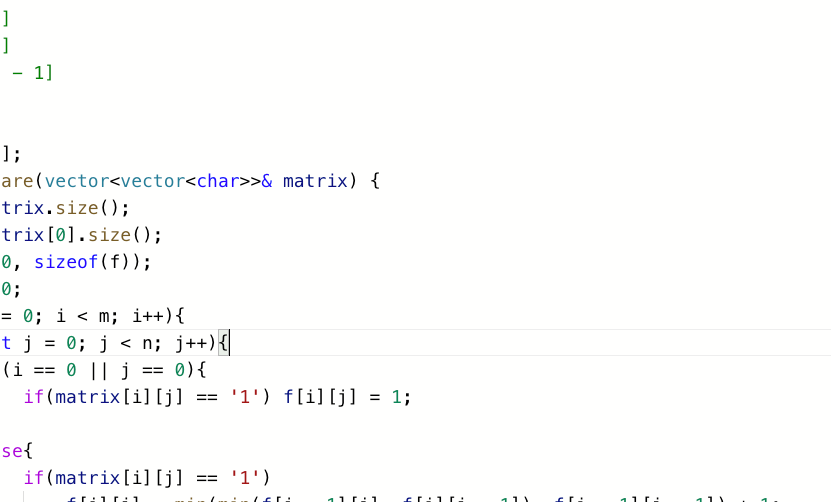 ]
]
- 1]
];
are(vector<vector<char>>& matrix) {
trix.size();
trix[0].size();
0, sizeof(f));
0;
= 0; i < m; i++){
t j = 0; j < n; j++){
(i == 0 || j == 0){
if(matrix[i][j] == '1') f[i][j] = 1;
se{
if(matrix[i][j] == '1')